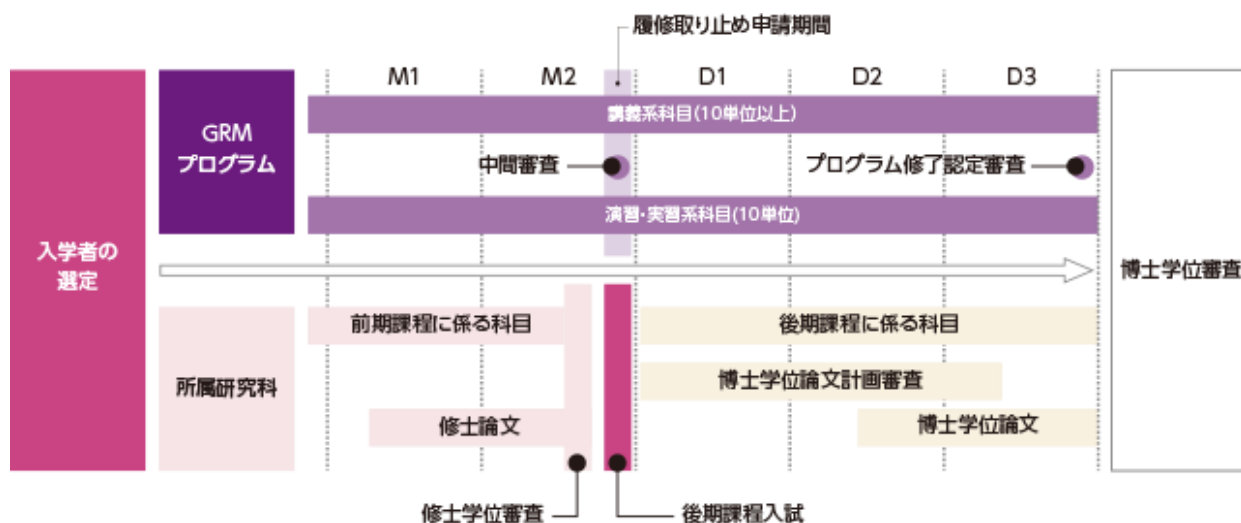 履修取り止め申請期間
M1
M2
D1
D2
D3
入学者の
選定
GRM
プログラム
講義系科目(10単位以上)
中間審査
プログラム修了認定審査
演習・実習系科目(10単位)
博士学位審査
所属研究科
前期課程に係る科目
後期課程に係る科目
博士学位論文計画審査
修士論文
博士学位論文
修士学位審査
後期課程入試